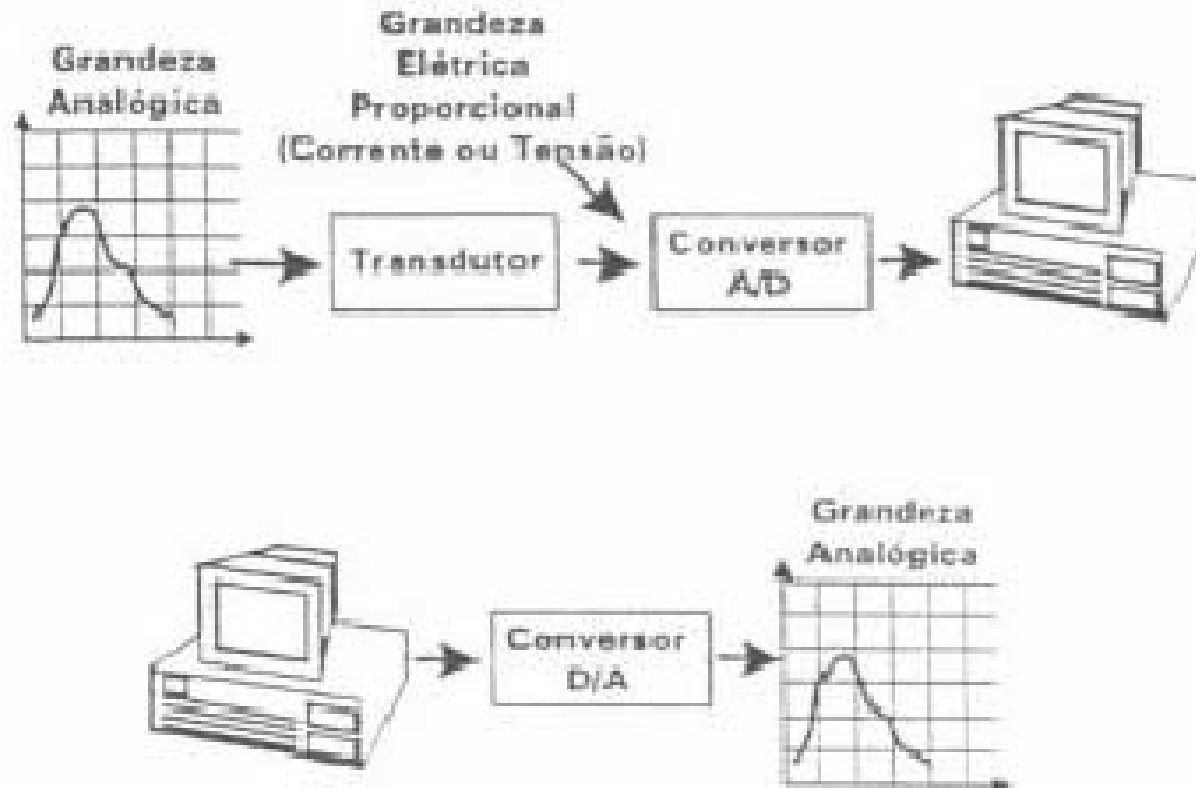 Grandeza
Analógica
Grandeza
Elétrica
Proporcional
(Corrente ou Tensão)
Transdutor
Conversor
A/D
Conversor
D/A
Grandeza
Analógica